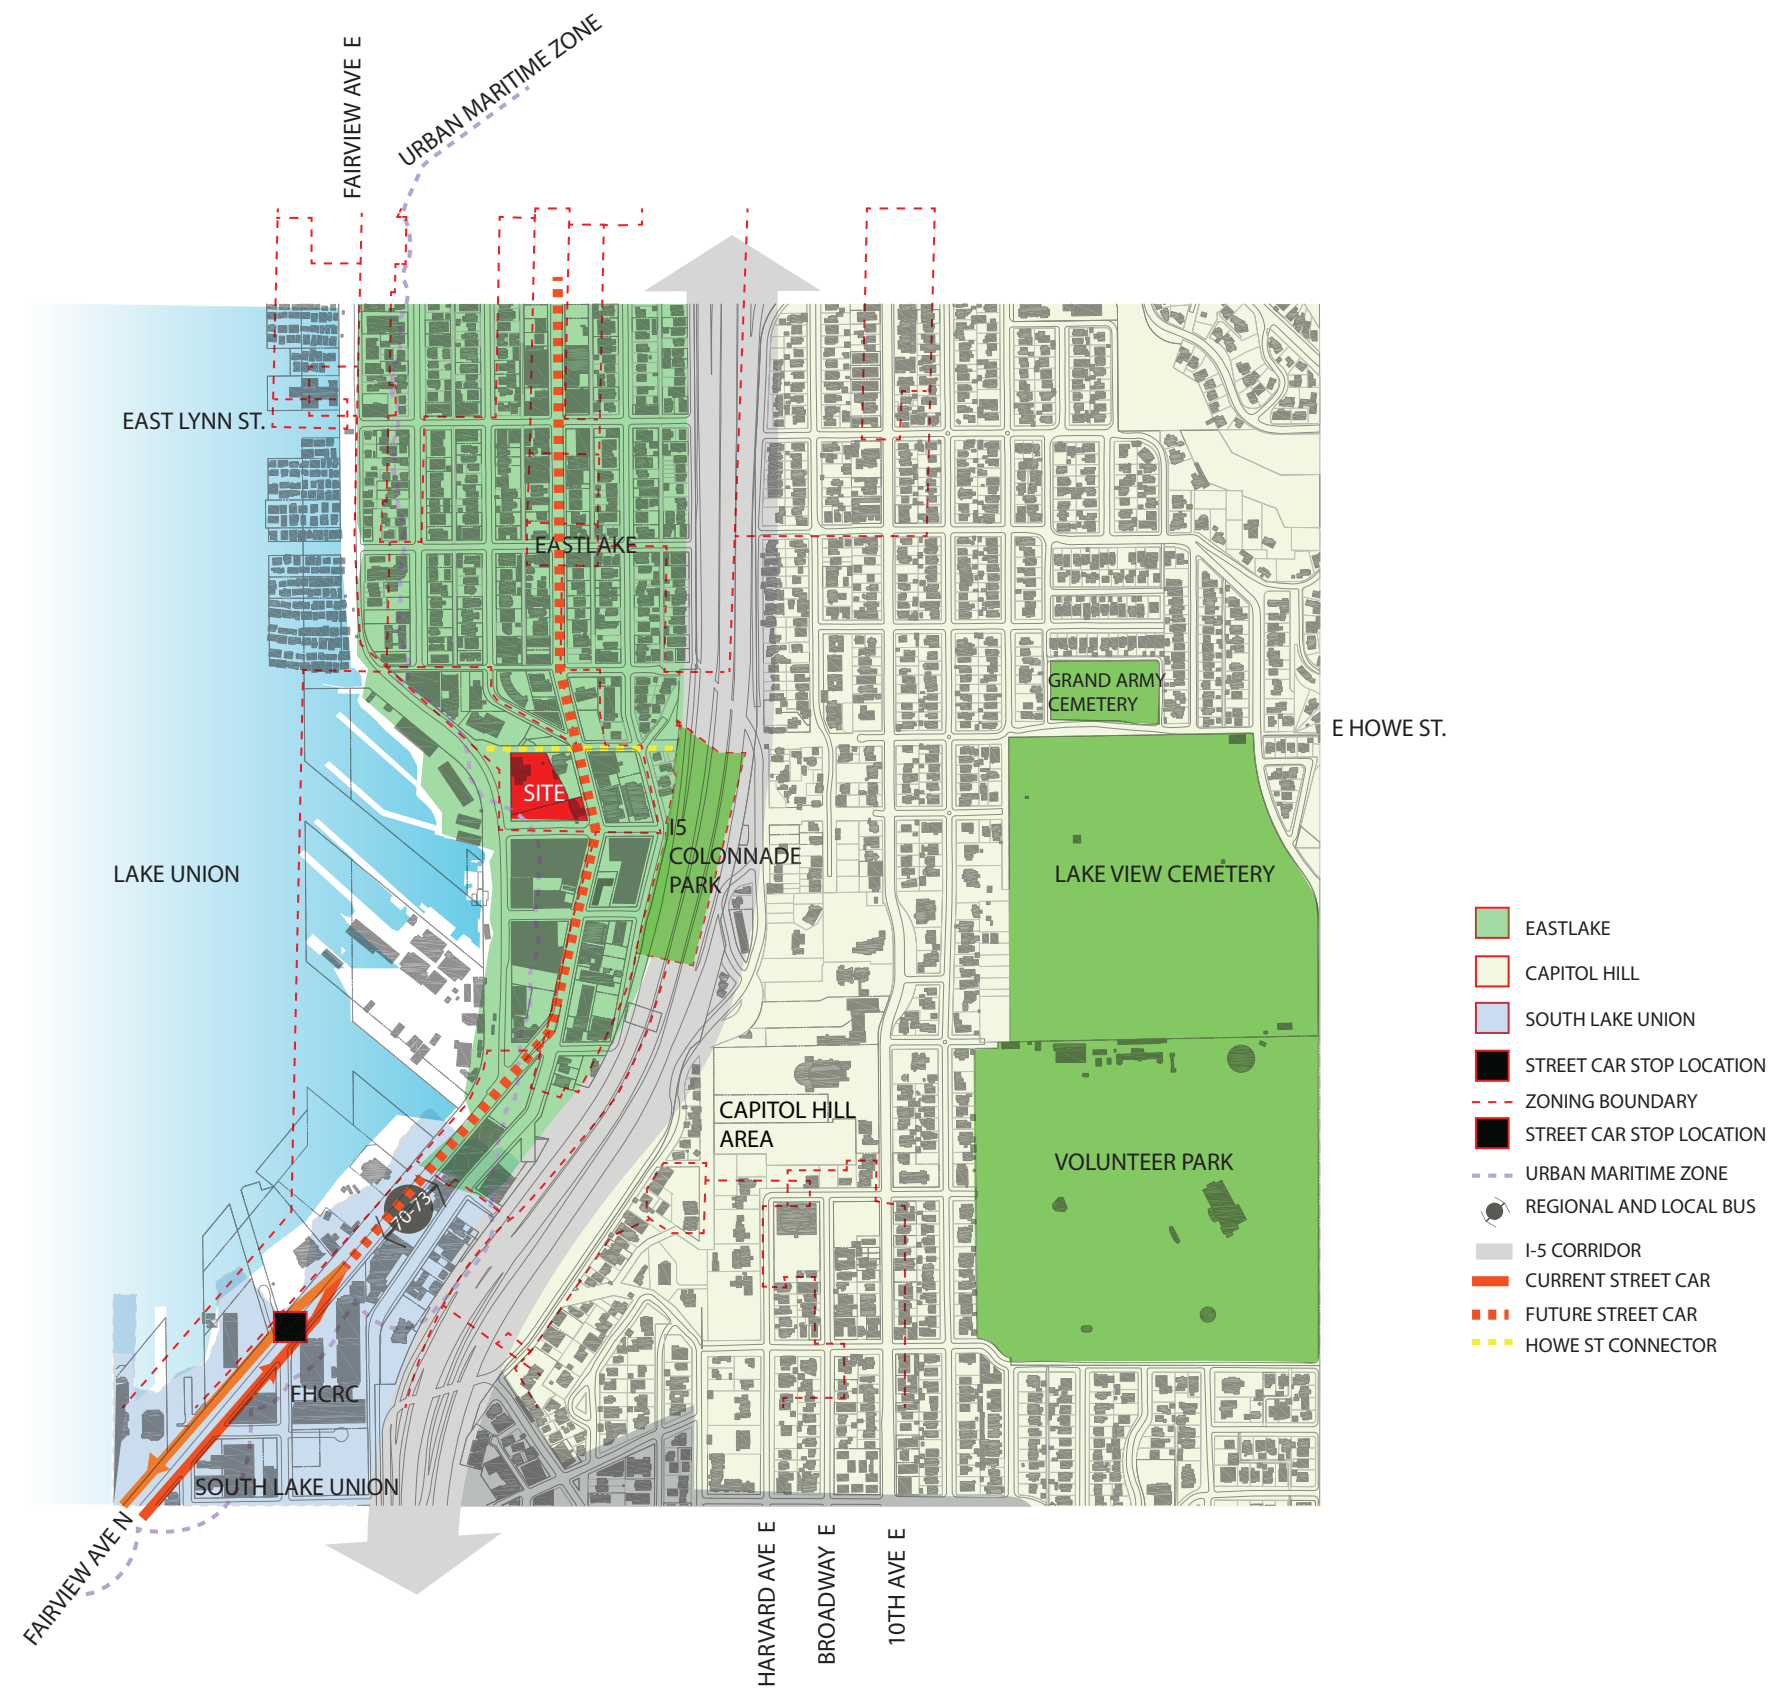 FAIRVIEW AVE E
URBAN MARITIME ZONE
EAST LYNN ST.
EASTLAKE
GRAND ARMY
CEMETERY
E HOWE ST.
SITE
I5
COLONNADE
PARK
LAKE UNION
LAKE VIEW CEMETERY
CAPITOL HILL
AREA
VOLUNTEER PARK
70-73
FHCRC
SOUTH LAKE UNION
FAIRVIEW AVE N
HARVARD AVE E
BROADWAY E
10TH AVE E
EASTLAKE
CAPITOL HILL
SOUTH LAKE UNION
STREET CAR STOP LOCATION
ZONING BOUNDARY
STREET CAR STOP LOCATION
URBAN MARITIME ZONE
REGIONAL AND LOCAL BUS
I-5 CORRIDOR
CURRENT STREET CAR
FUTURE STREET CAR
HOWE ST CONNECTOR